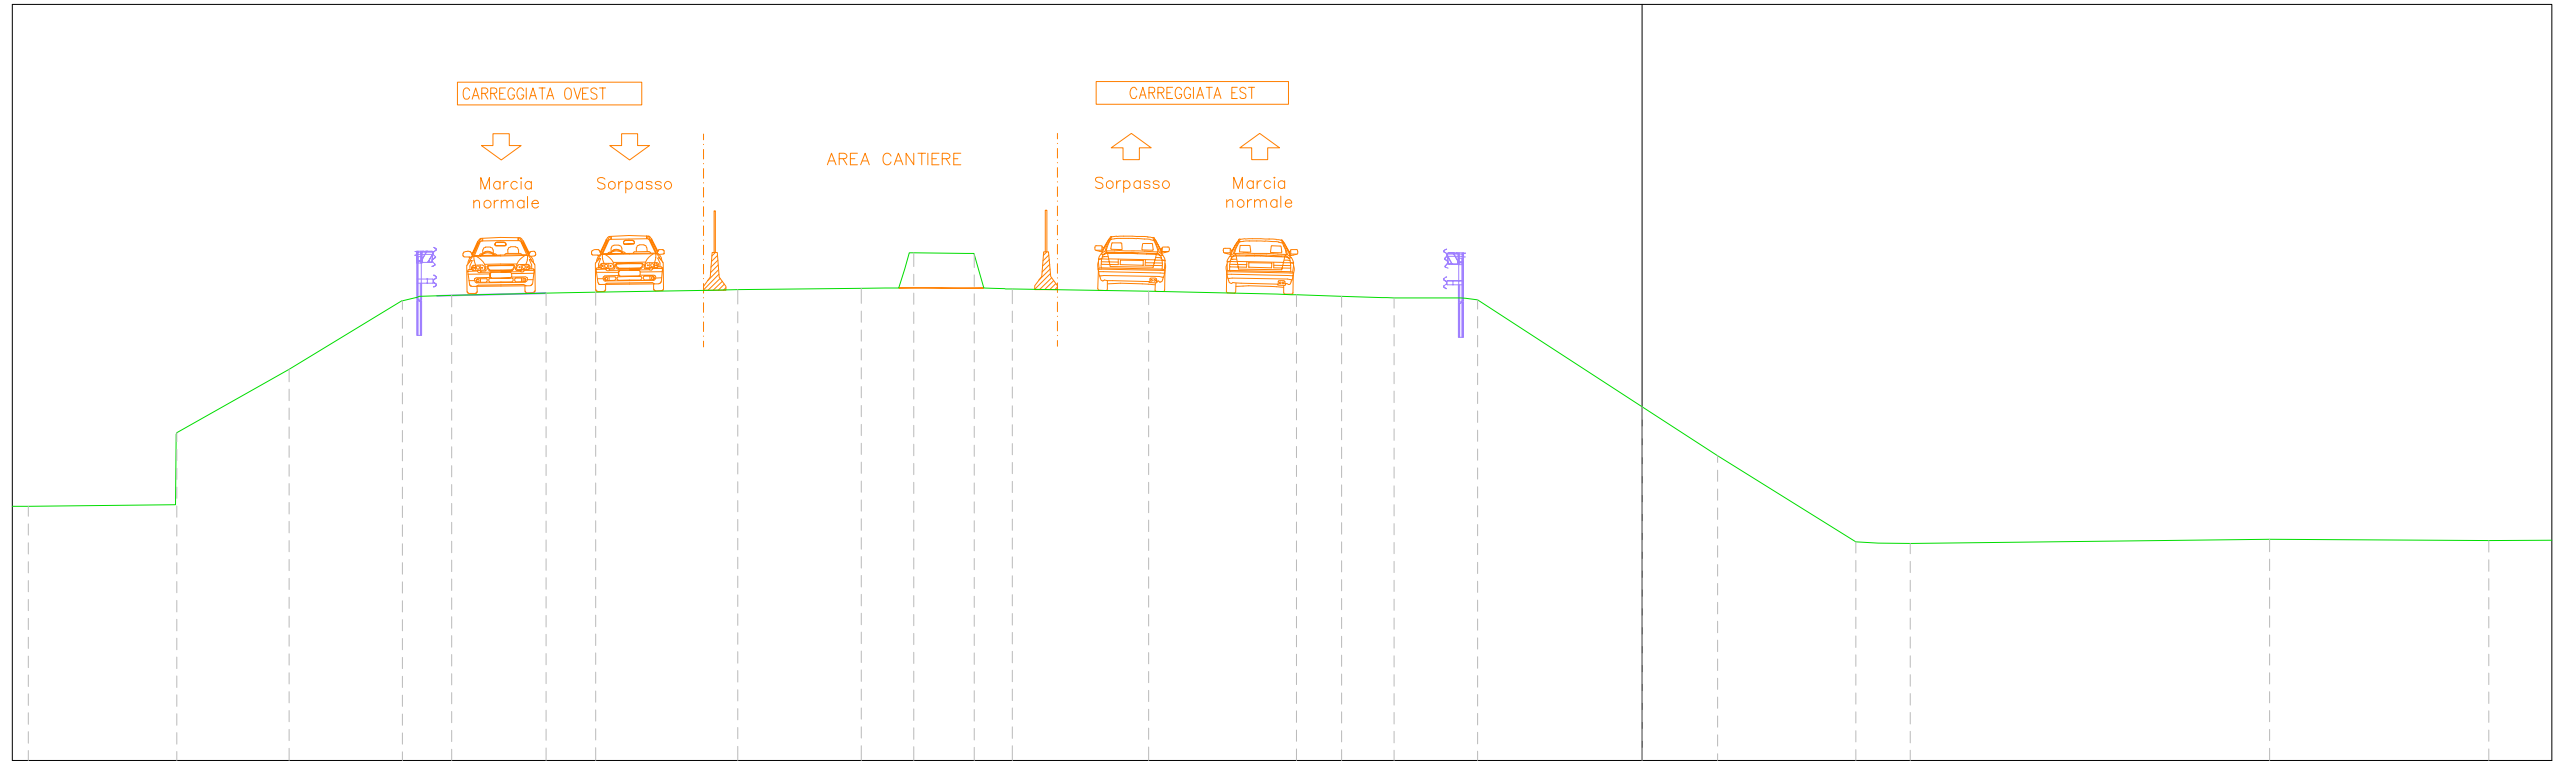 CARREGGIATA OVEST
CARREGGIATA EST
AREA CANTIERE
Marcia
normale
Sorpasso
Sorpasso
Marcia
normale